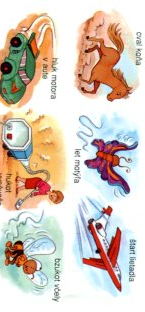 cval koňa
let motýľa
štart lietadla
hluk motora
v aute
hukot
bzukot včely